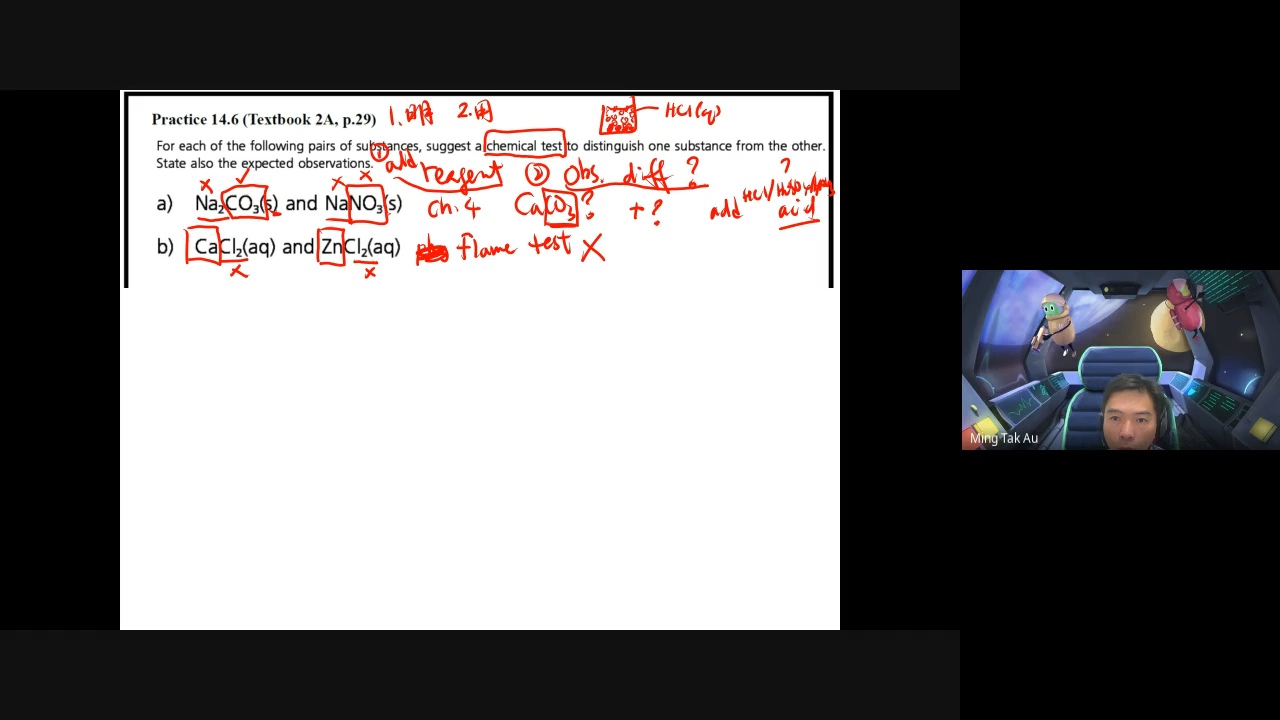 Practice 14.6 (Textbook 2A, p.29) 1. 明 2. 用 HCl(aq)
For each of the following pairs of substances, suggest a chemical test to distinguish one substance from the other.
State also the expected observations. ① add reagent ② obs. diff ? ?
a) Na₂CO₃(s) and NaNO₃(s) ch. 4 CaCO₃? + ? add HCl/ acid
b) CaCl₂(aq) and ZnCl₂(aq) flame test X
Ming Tak Au